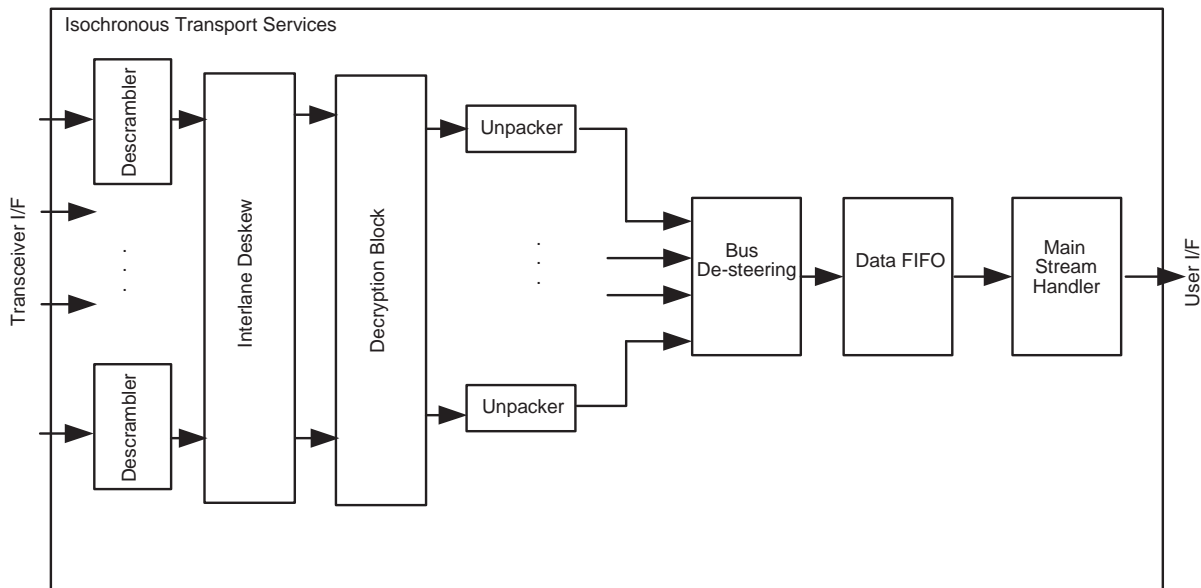 Isochronous Transport Services
Transceiver I/F
Descrambler
. . .
Descrambler
Interlane Deskew
Decryption Block
Unpacker
. . .
Unpacker
Bus
De-steering
Data FIFO
Main
Stream
Handler
User I/F